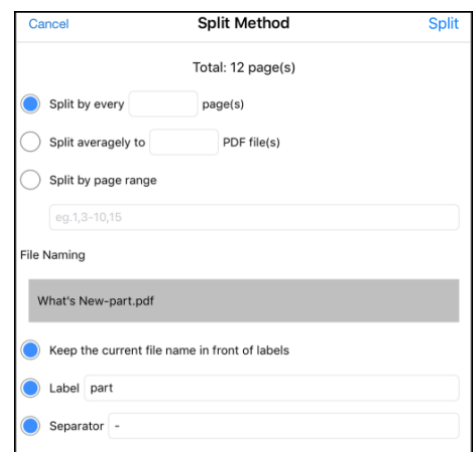 Cancel Split Method Split
Total: 12 page(s)
Split by every page(s)
Split averagely to PDF file(s)
Split by page range
eg.1,3-10,15
File Naming
What's New-part.pdf
Keep the current file name in front of labels
Label part
Separator -